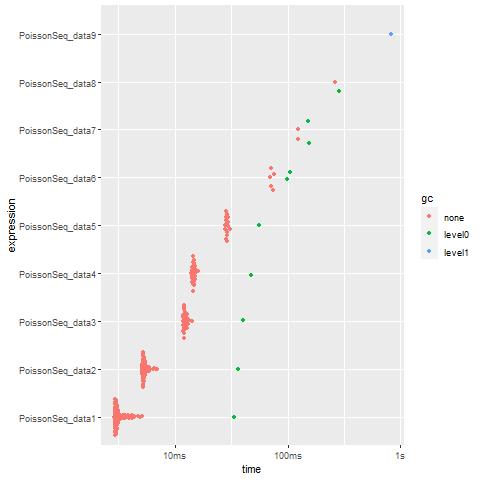 PoissonSeq_data9
PoissonSeq_data8
PoissonSeq_data7
PoissonSeq_data6
PoissonSeq_data5
PoissonSeq_data4
PoissonSeq_data3
PoissonSeq_data2
PoissonSeq_data1
expression
10ms
100ms
1s
time
gc
none
level0
level1